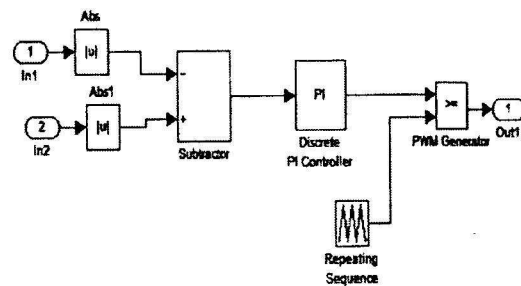 Abs
1
|u|
In1
Abs1
2
|u|
In2
-
+
Subtractor
PI
Discrete
PI Controller
>=
PWM Generator
1
Out1
Repeating
Sequence